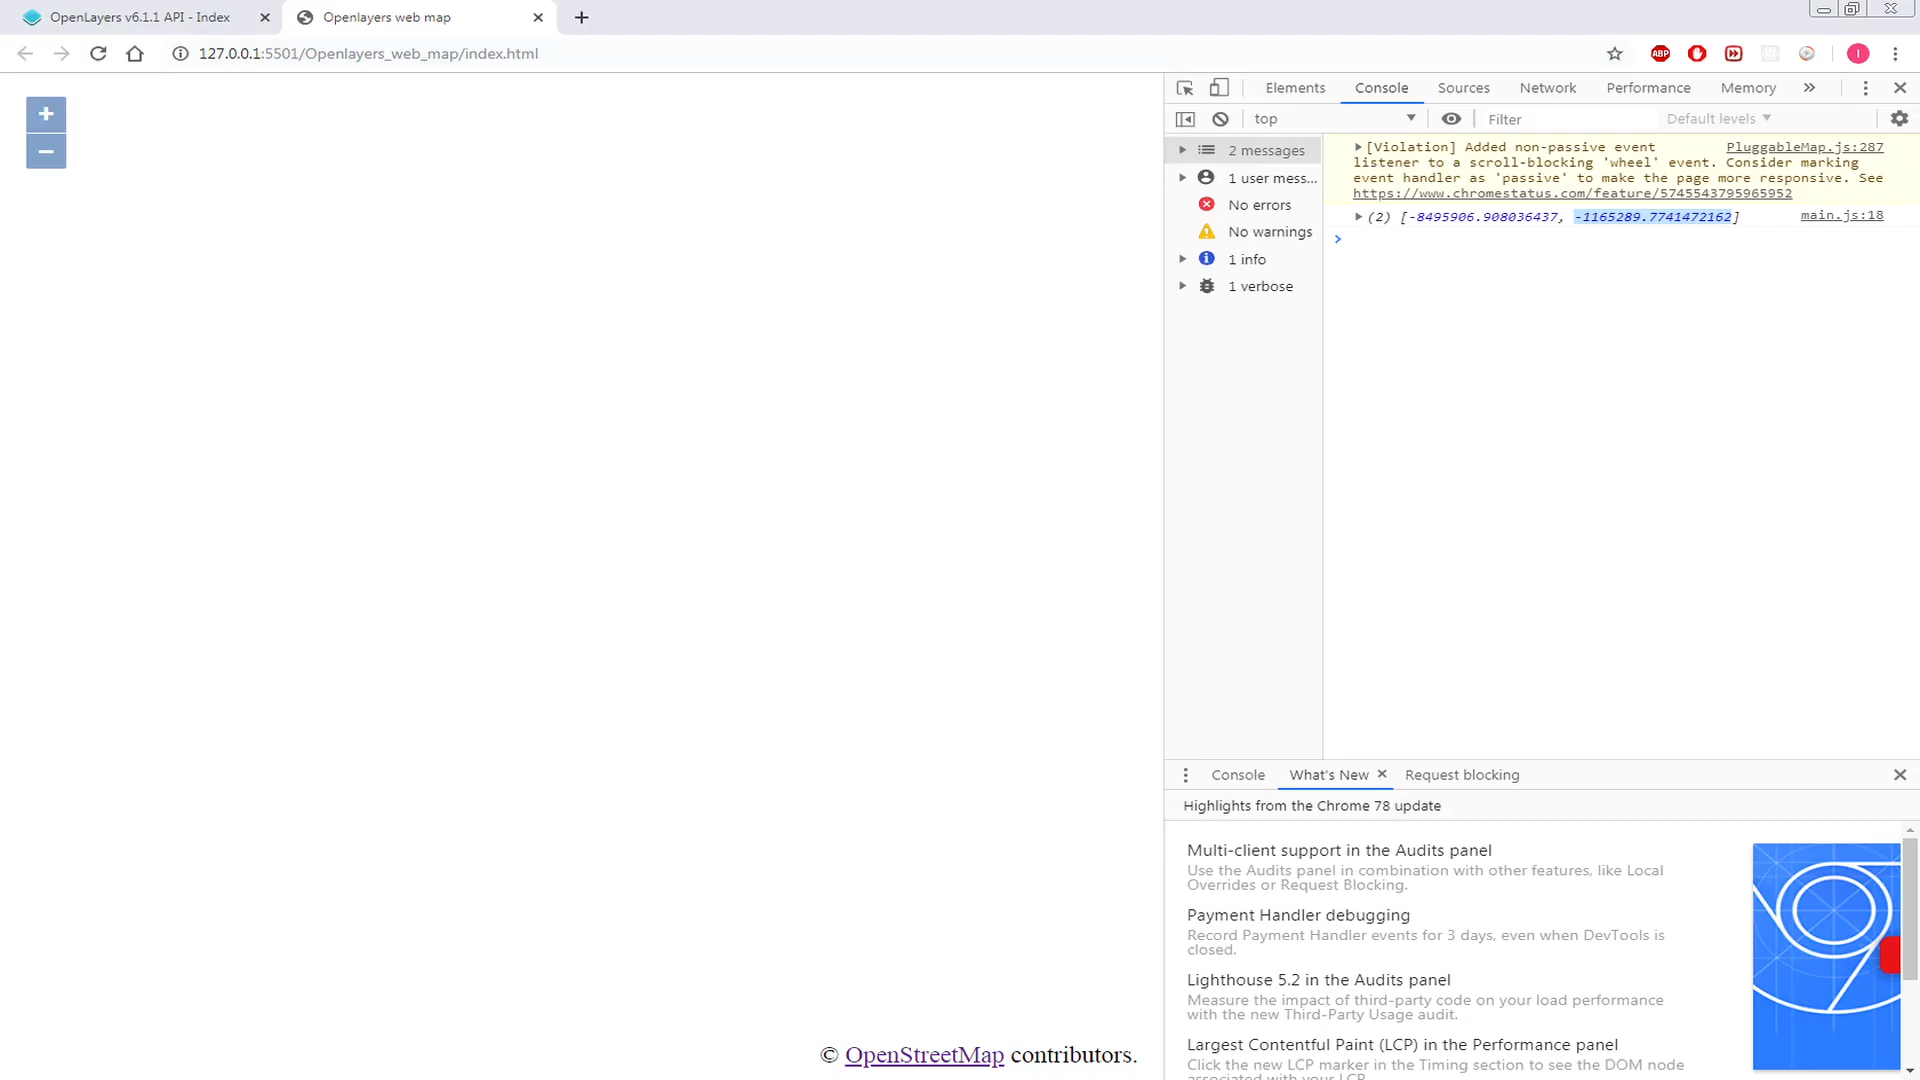 OpenLayers v6.1.1 API - Index
Openlayers web map
127.0.0.1:5501/Openlayers_web_map/index.html
ABP
I
+
−
Elements
Console
Sources
Network
Performance
Memory
top
Filter
Default levels
2 messages
1 user mess...
No errors
No warnings
1 info
1 verbose
[Violation] Added non-passive event PluggableMap.js:287
listener to a scroll-blocking 'wheel' event. Consider marking
event handler as 'passive' to make the page more responsive. See
https://www.chromestatus.com/feature/5745543795965952
(2) [-8495906.908036437, -1165289.7741472162] main.js:18
© OpenStreetMap contributors.
Console
What's New
Request blocking
Highlights from the Chrome 78 update
Multi-client support in the Audits panel
Use the Audits panel in combination with other features, like Local
Overrides or Request Blocking.
Payment Handler debugging
Record Payment Handler events for 3 days, even when DevTools is
closed.
Lighthouse 5.2 in the Audits panel
Measure the impact of third-party code on your load performance
with the new Third-Party Usage audit.
Largest Contentful Paint (LCP) in the Performance panel
Click the new LCP marker in the Timing section to see the DOM node
associated with your LCP.